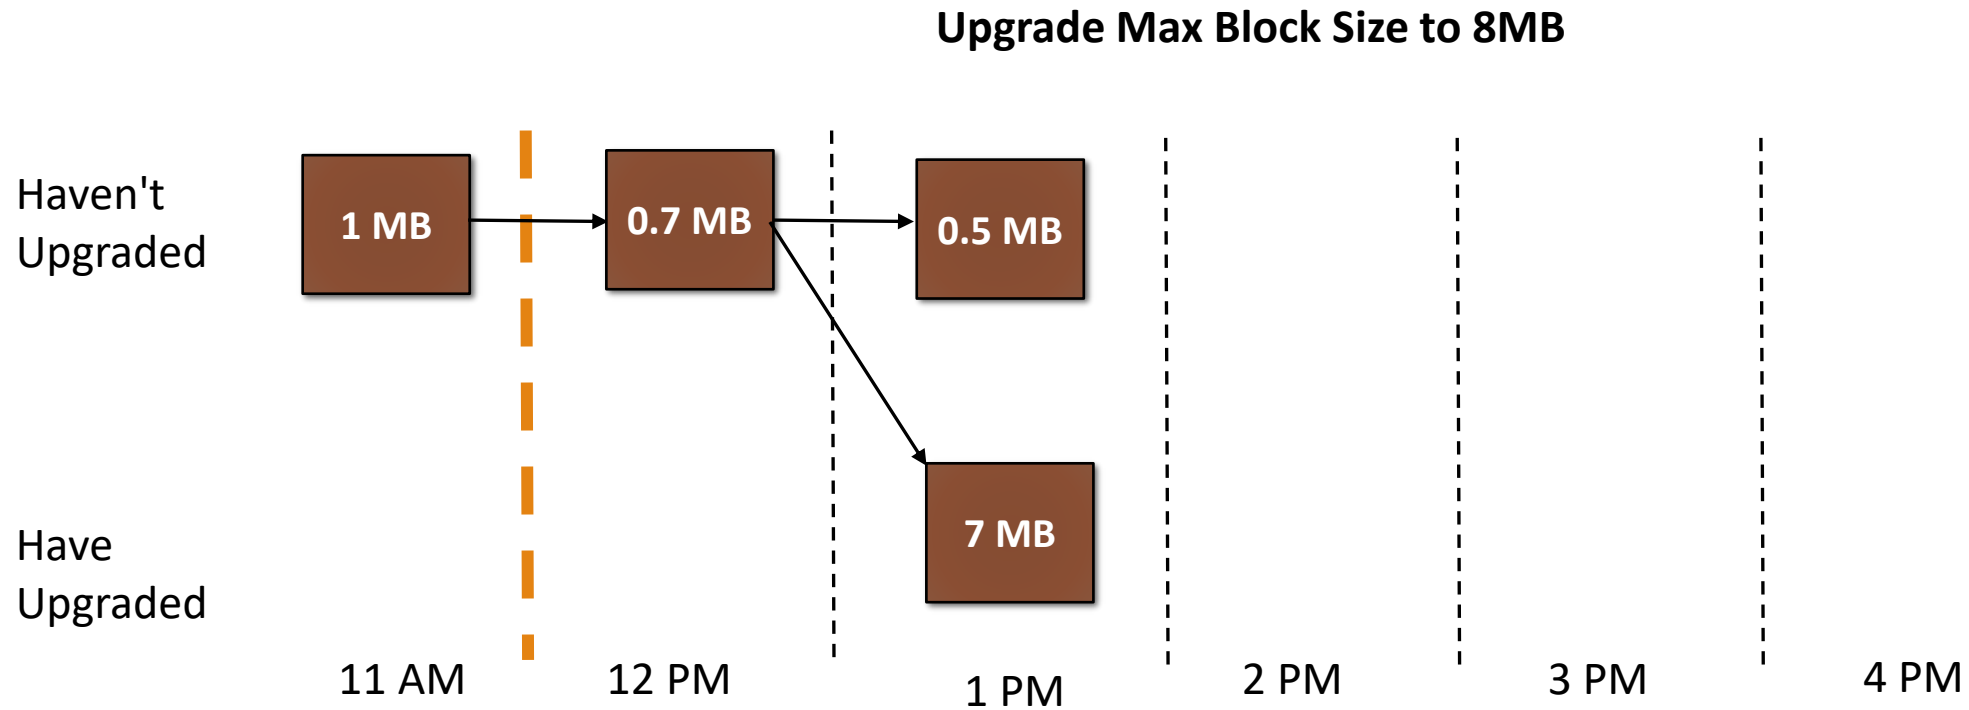 Upgrade Max Block Size to 8MB
Haven't
Upgraded
1 MB
0.7 MB
0.5 MB
Have
Upgraded
7 MB
11 AM
12 PM
1 PM
2 PM
3 PM
4 PM